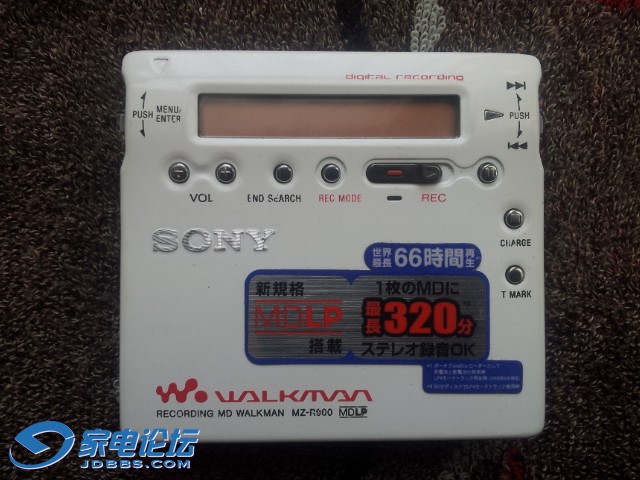 digital recording
PUSH
MENU/
ENTER
PUSH
VOL
END SEARCH
REC MODE
REC
CHARGE
T MARK
SONY
世界
最長
66時間
再生
新規格
MDLP
搭載
1枚のMDに
最長320分
ステレオ録音OK
WALKMAN
RECORDING MD WALKMAN MZ-R900 MDLP
家电论坛
JDBBS.COM